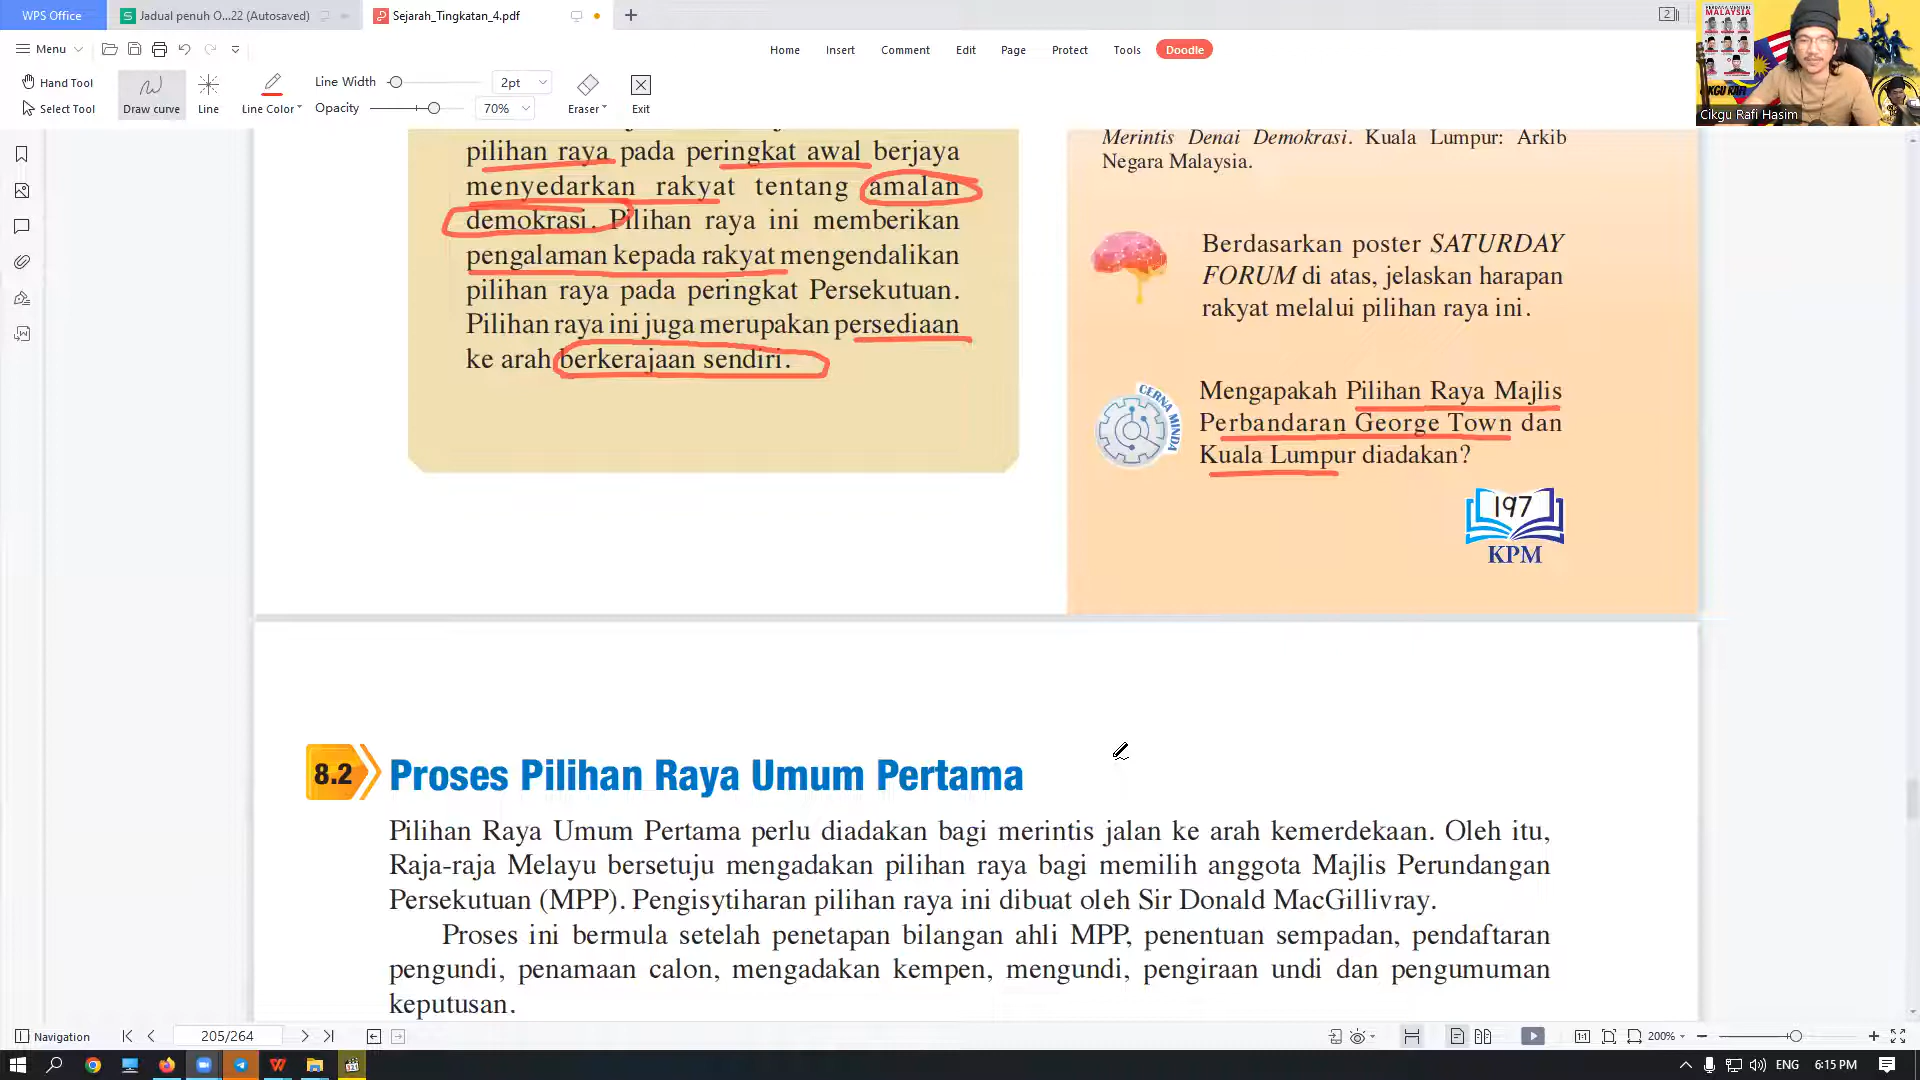 WPS Office
Jadual penuh O...22 (Autosaved)
Sejarah_Tingkatan_4.pdf
2
Menu
Home
Insert
Comment
Edit
Page
Protect
Tools
Doodle
Hand Tool
Select Tool
Draw curve
Line
Line Color
Line Width
2pt
Opacity
70%
Eraser
Exit
MALAYSIA
CIKGU RAFI
Cikgu Rafi Hasim
pilihan raya pada peringkat awal berjaya
menyedarkan rakyat tentang amalan
demokrasi. Pilihan raya ini memberikan
pengalaman kepada rakyat mengendalikan
pilihan raya pada peringkat Persekutuan.
Pilihan raya ini juga merupakan persediaan
ke arah berkerajaan sendiri.
Merintis Denai Demokrasi. Kuala Lumpur: Arkib
Negara Malaysia.
Berdasarkan poster SATURDAY
FORUM di atas, jelaskan harapan
rakyat melalui pilihan raya ini.
CERNA MINDA
Mengapakah Pilihan Raya Majlis
Perbandaran George Town dan
Kuala Lumpur diadakan?
197
KPM
8.2 Proses Pilihan Raya Umum Pertama
Pilihan Raya Umum Pertama perlu diadakan bagi merintis jalan ke arah kemerdekaan. Oleh itu,
Raja-raja Melayu bersetuju mengadakan pilihan raya bagi memilih anggota Majlis Perundangan
Persekutuan (MPP). Pengisytiharan pilihan raya ini dibuat oleh Sir Donald MacGillivray.
Proses ini bermula setelah penetapan bilangan ahli MPP, penentuan sempadan, pendaftaran
pengundi, penamaan calon, mengadakan kempen, mengundi, pengiraan undi dan pengumuman
keputusan.
Navigation
205/264
200%
ENG
6:15 PM